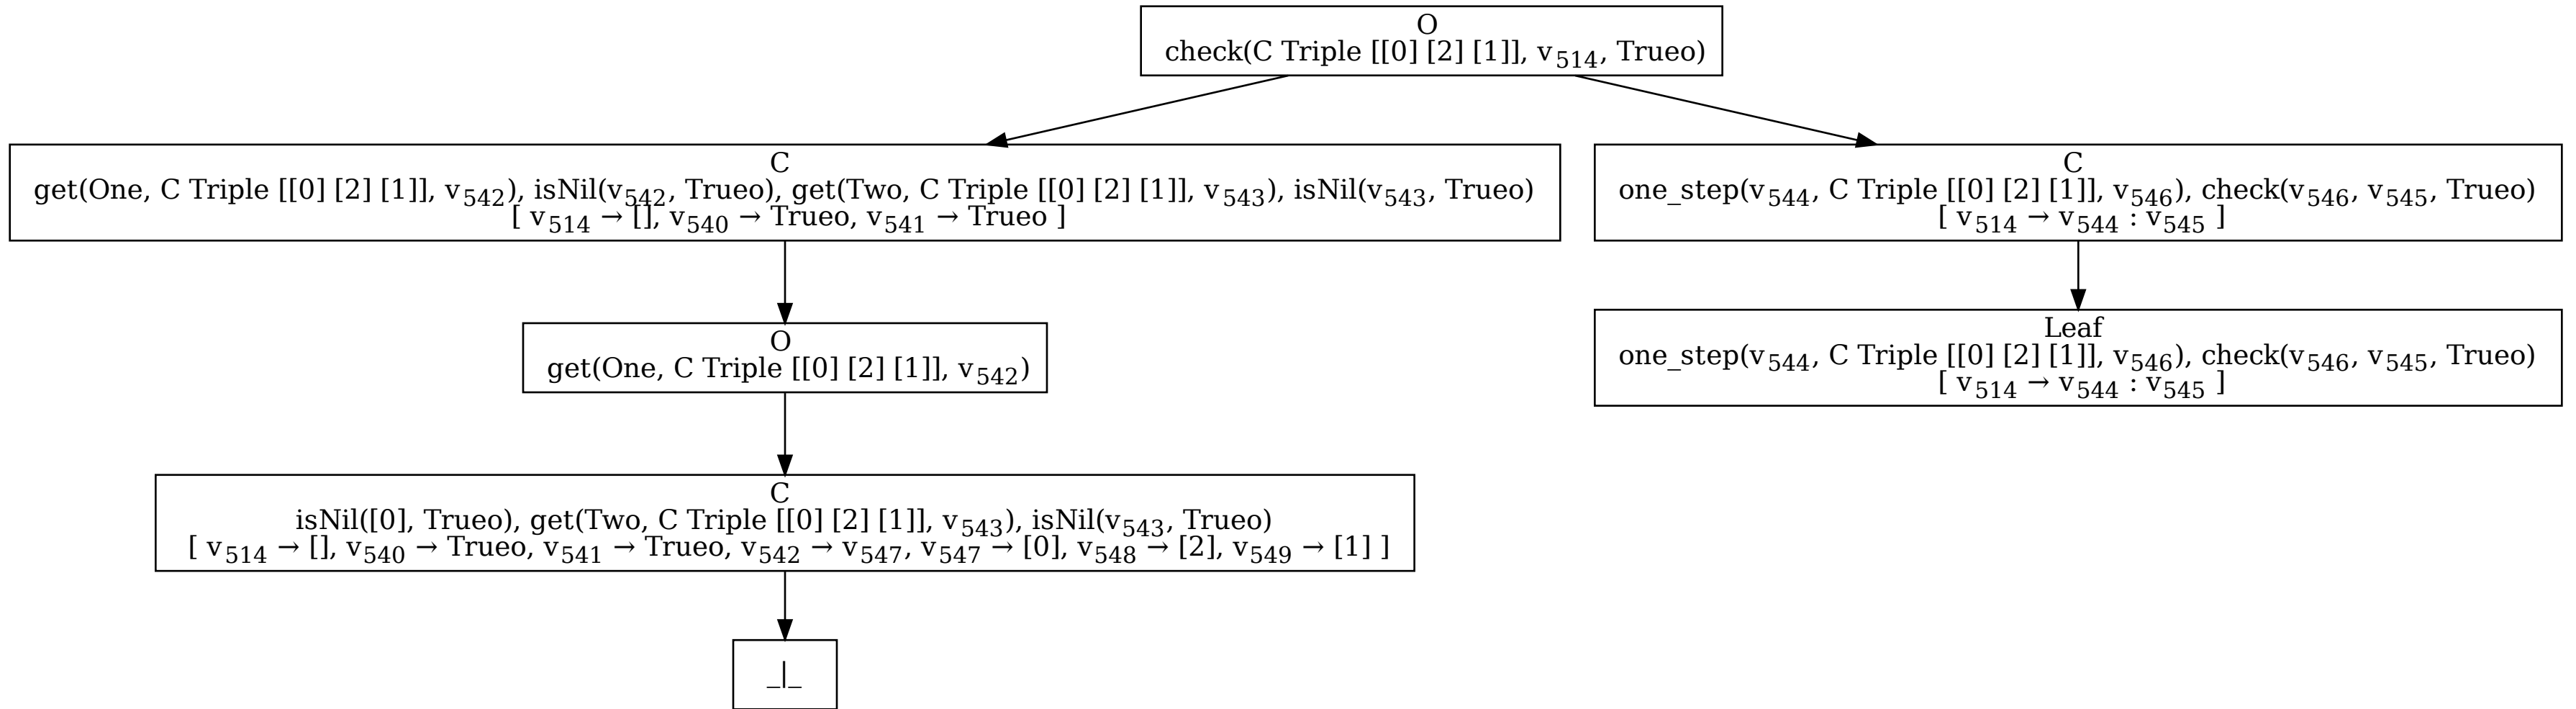 O
check(C Triple [[0] [2] [1]], v514, Trueo)
C
get(One, C Triple [[0] [2] [1]], v542), isNil(v542, Trueo), get(Two, C Triple [[0] [2] [1]], v543), isNil(v543, Trueo)
[ v514 → [], v540 → Trueo, v541 → Trueo ]
C
one_step(v544, C Triple [[0] [2] [1]], v546), check(v546, v545, Trueo)
[ v514 → v544 : v545 ]
O
get(One, C Triple [[0] [2] [1]], v542)
Leaf
one_step(v544, C Triple [[0] [2] [1]], v546), check(v546, v545, Trueo)
[ v514 → v544 : v545 ]
C
isNil([0], Trueo), get(Two, C Triple [[0] [2] [1]], v543), isNil(v543, Trueo)
[ v514 → [], v540 → Trueo, v541 → Trueo, v542 → v547, v547 → [0], v548 → [2], v549 → [1] ]
_|_